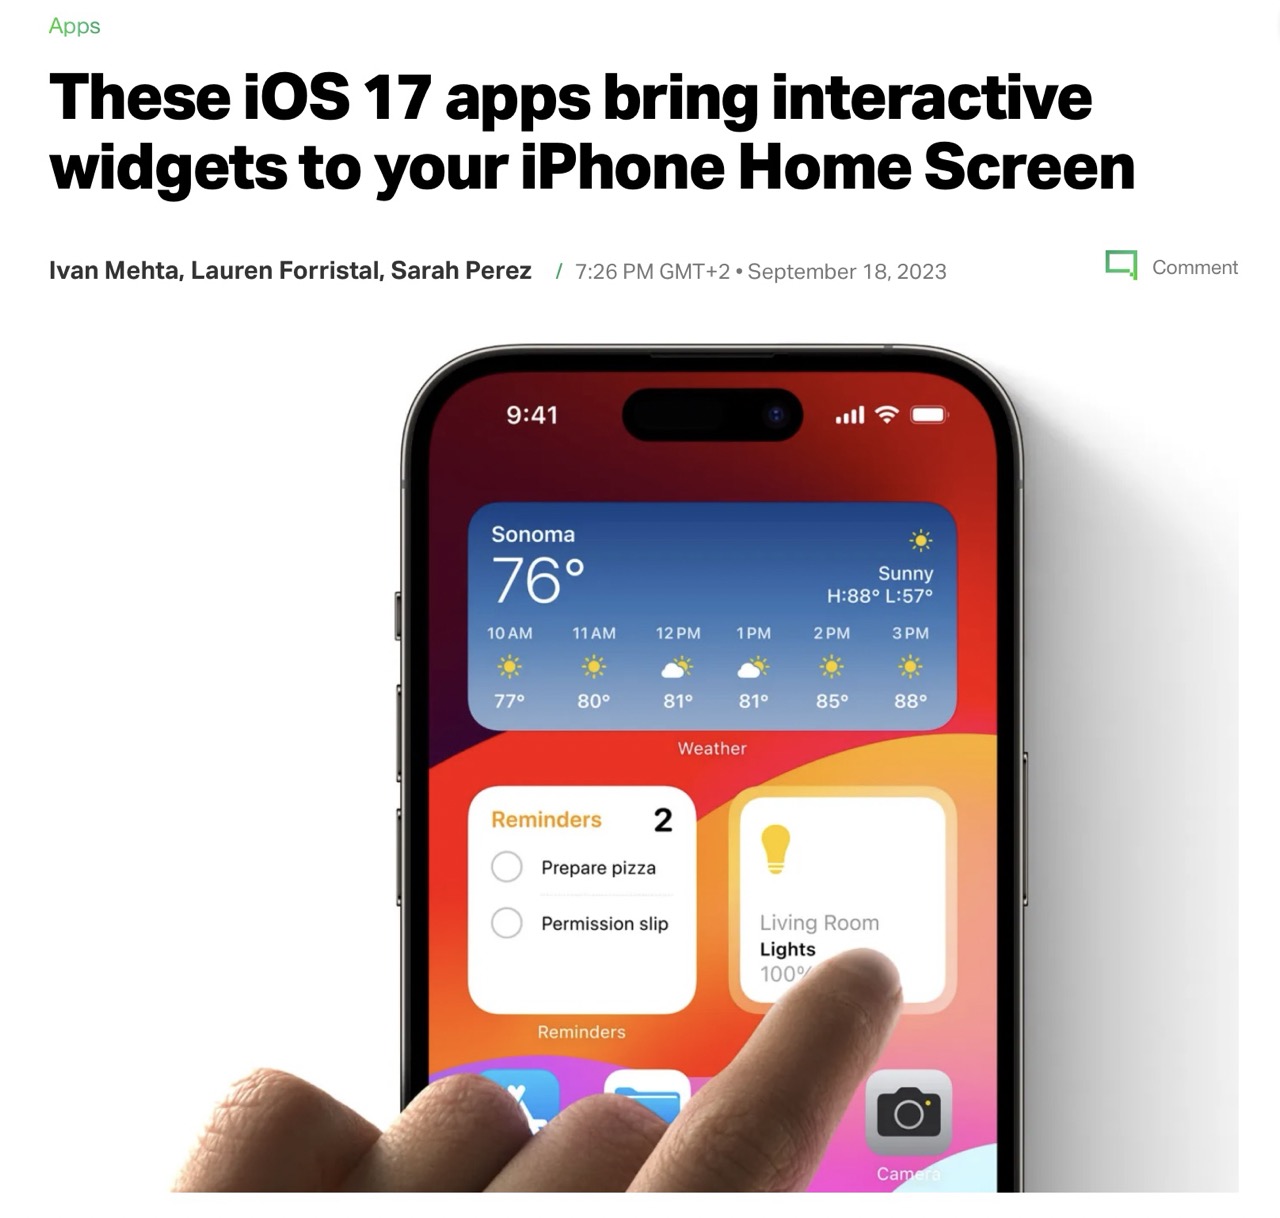 Apps
These iOS 17 apps bring interactive
widgets to your iPhone Home Screen
Ivan Mehta, Lauren Forristal, Sarah Perez / 7:26 PM GMT+2 • September 18, 2023
Comment
9:41
Sonoma
76°
Sunny
H:88° L:57°
10 AM 11 AM 12 PM 1 PM 2 PM 3 PM
77° 80° 81° 81° 85° 88°
Weather
Reminders 2
Prepare pizza
Permission slip
Living Room
Lights
100%
Reminders
Camera